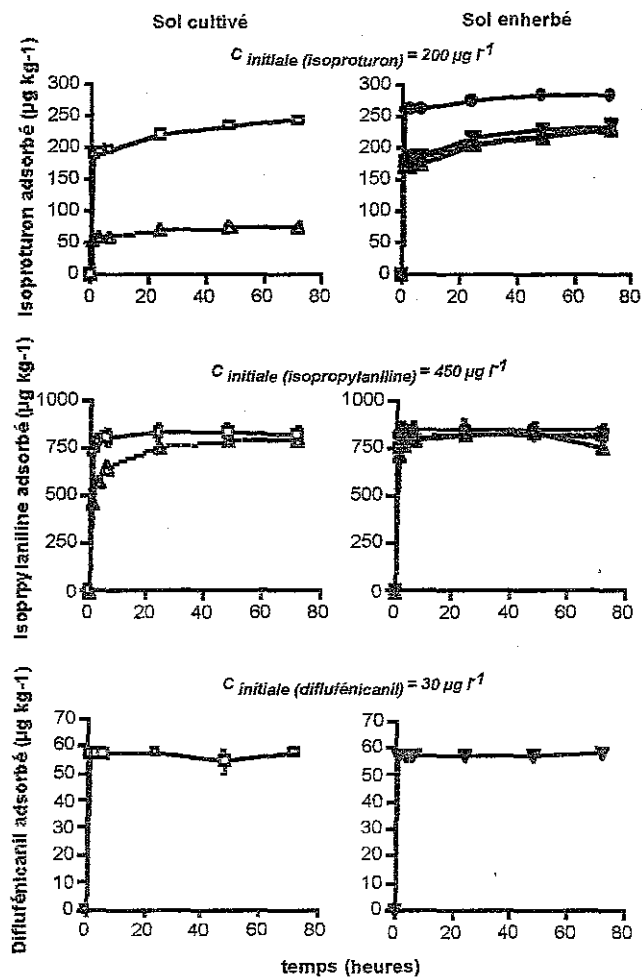 Sol cultivé
Sol enherbé
C initiale (isoproturon) = 200 µg l-1
Isoproturon adsorbé (µg kg-1)
300
250
200
150
100
50
0
0 20 40 60 80
300
250
200
150
100
50
0
0 20 40 60 80
C initiale (isopropylaniline) = 450 µg l-1
Isoprpylaniline adsorbé (µg kg-1)
1000
750
500
250
0
0 20 40 60 80
1000
750
500
250
0
0 20 40 60 80
C initiale (diflufénicanil) = 30 µg l-1
Diflufénicanil adsorbé (µg kg-1)
70
60
50
40
30
20
10
0
0 20 40 60 80
70
60
50
40
30
20
10
0
0 20 40 60 80
temps (heures)